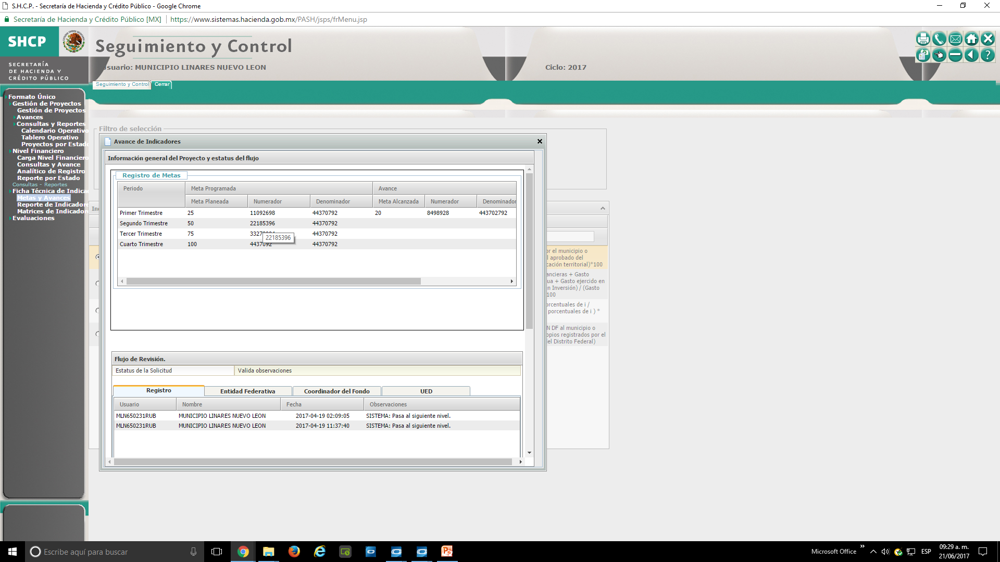 S.H.C.P. - Secretaría de Hacienda y Crédito Público - Google Chrome
Secretaría de Hacienda y Crédito Público [MX] https://www.sistemas.hacienda.gob.mx/PASH/jsps/frMenu.jsp
SHCP
SECRETARÍA
DE HACIENDA Y
CRÉDITO PÚBLICO
Seguimiento y Control
suario: MUNICIPIO LINARES NUEVO LEON
Ciclo: 2017
Seguimiento y Control
Cerrar
Formato Único
Gestión de Proyectos
Gestión de Proyectos
Avances
Consultas y Reportes
Calendario Operativo
Tablero Operativo
Proyectos por Estado
Nivel Financiero
Carga Nivel Financiero
Consultas y Avance
Analítico de Registro
Reporte por Estado
Consultas - Reportes
Ficha Técnica de Indica
Metas y Avances
Reporte de Indicadore
Matrices de Indicador
Evaluaciones
Filtro de selección
Avance de Indicadores
Información general del Proyecto y estatus del flujo
Registro de Metas
Periodo Meta Programada Avance
Meta Planeada Numerador Denominador Meta Alcanzada Numerador Denominador
Primer Trimestre 25 11092698 44370792 20 8498928 443702792
Segundo Trimestre 50 22185396 44370792
Tercer Trimestre 75 3327 44370792
22185396
Cuarto Trimestre 100 4437092 44370792
Flujo de Revisión.
Estatus de la Solicitud Valida observaciones
Registro Entidad Federativa Coordinador del Fondo UED
Usuario Nombre Fecha Observaciones
MLN650231RUB MUNICIPIO LINARES NUEVO LEON 2017-04-19 02:09:05 SISTEMA: Pasa al siguiente nivel.
MLN650231RUB MUNICIPIO LINARES NUEVO LEON 2017-04-19 11:37:40 SISTEMA: Pasa al siguiente nivel.
In
or el municipio o
l aprobado del
cación territorial)*100
ancieras + Gasto
ua + Gasto ejercido en
n Inversión) / (Gasto
100
orcentuales de i /
porcentuales de i ) *
N DF al municipio o
opios registrados por el
el Distrito Federal)
Escribe aquí para buscar
Microsoft Office
ESP
09:29 a. m.
21/06/2017